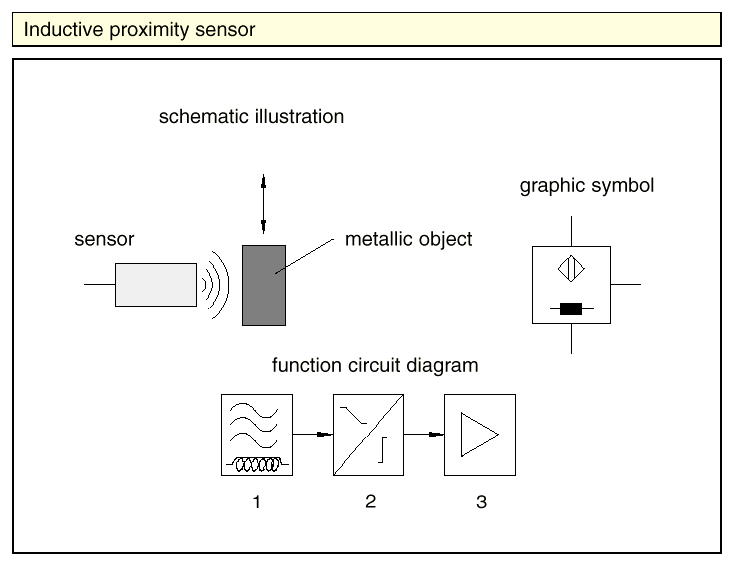 Inductive proximity sensor
schematic illustration
graphic symbol
sensor
metallic object
function circuit diagram
1
2
3